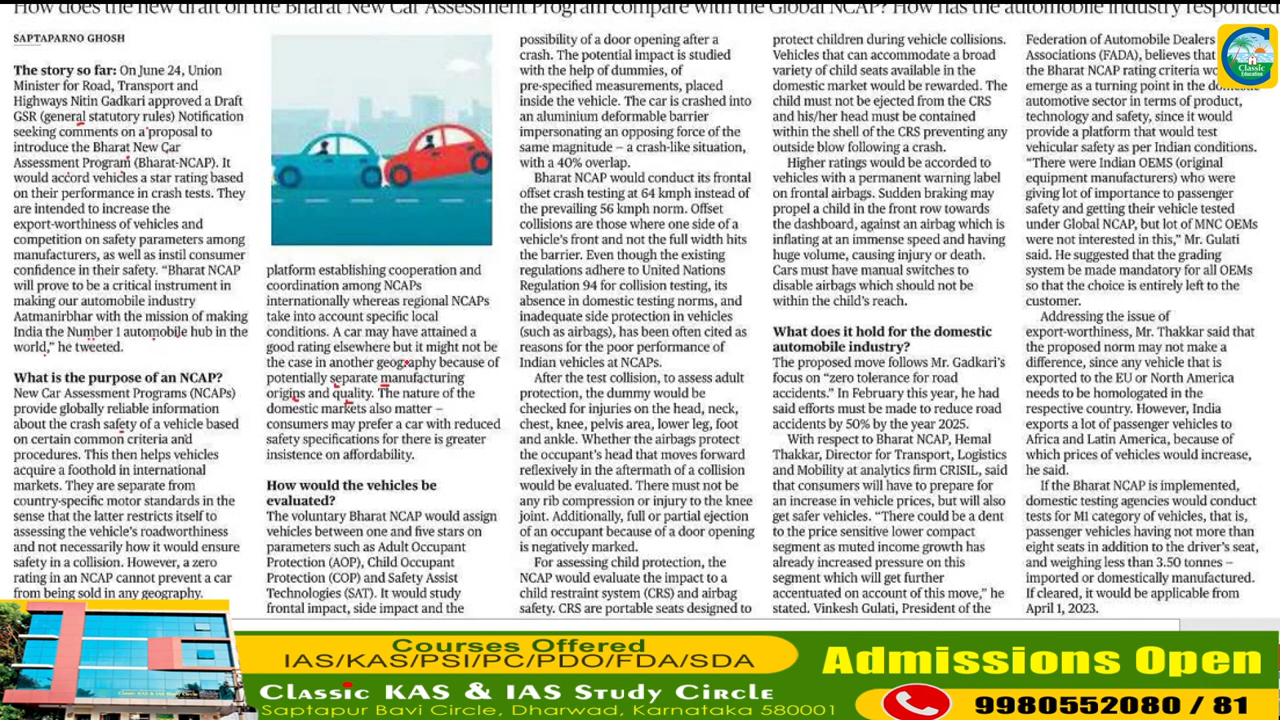 How does the new draft on the Bharat New Car Assessment Program compare with the Global NCAP? How has the automobile industry responded
SAPTAPARNO GHOSH
The story so far: On June 24, Union
Minister for Road, Transport and
Highways Nitin Gadkari approved a Draft
GSR (general statutory rules) Notification
seeking comments on a proposal to
introduce the Bharat New Car
Assessment Program (Bharat-NCAP). It
would accord vehicles a star rating based
on their performance in crash tests. They
are intended to increase the
export-worthiness of vehicles and
competition on safety parameters among
manufacturers, as well as instil consumer
confidence in their safety. “Bharat NCAP
will prove to be a critical instrument in
making our automobile industry
Aatmanirbhar with the mission of making
India the Number 1 automobile hub in the
world,” he tweeted.
What is the purpose of an NCAP?
New Car Assessment Programs (NCAPs)
provide globally reliable information
about the crash safety of a vehicle based
on certain common criteria and
procedures. This then helps vehicles
acquire a foothold in international
markets. They are separate from
country-specific motor standards in the
sense that the latter restricts itself to
assessing the vehicle's roadworthiness
and not necessarily how it would ensure
safety in a collision. However, a zero
rating in an NCAP cannot prevent a car
from being sold in any geography.
platform establishing cooperation and
coordination among NCAPs
internationally whereas regional NCAPs
take into account specific local
conditions. A car may have attained a
good rating elsewhere but it might not be
the case in another geography because of
potentially separate manufacturing
origins and quality. The nature of the
domestic markets also matter –
consumers may prefer a car with reduced
safety specifications for there is greater
insistence on affordability.
How would the vehicles be
evaluated?
The voluntary Bharat NCAP would assign
vehicles between one and five stars on
parameters such as Adult Occupant
Protection (AOP), Child Occupant
Protection (COP) and Safety Assist
Technologies (SAT). It would study
frontal impact, side impact and the
possibility of a door opening after a
crash. The potential impact is studied
with the help of dummies, of
pre-specified measurements, placed
inside the vehicle. The car is crashed into
an aluminium deformable barrier
impersonating an opposing force of the
same magnitude – a crash-like situation,
with a 40% overlap.
Bharat NCAP would conduct its frontal
offset crash testing at 64 kmph instead of
the prevailing 56 kmph norm. Offset
collisions are those where one side of a
vehicle's front and not the full width hits
the barrier. Even though the existing
regulations adhere to United Nations
Regulation 94 for collision testing, its
absence in domestic testing norms, and
inadequate side protection in vehicles
(such as airbags), has been often cited as
reasons for the poor performance of
Indian vehicles at NCAPs.
After the test collision, to assess adult
protection, the dummy would be
checked for injuries on the head, neck,
chest, knee, pelvis area, lower leg, foot
and ankle. Whether the airbags protect
the occupant's head that moves forward
reflexively in the aftermath of a collision
would be evaluated. There must not be
any rib compression or injury to the knee
joint. Additionally, full or partial ejection
of an occupant because of a door opening
is negatively marked.
For assessing child protection, the
NCAP would evaluate the impact to a
child restraint system (CRS) and airbag
safety. CRS are portable seats designed to
protect children during vehicle collisions.
Vehicles that can accommodate a broad
variety of child seats available in the
domestic market would be rewarded. The
child must not be ejected from the CRS
and his/her head must be contained
within the shell of the CRS preventing any
outside blow following a crash.
Higher ratings would be accorded to
vehicles with a permanent warning label
on frontal airbags. Sudden braking may
propel a child in the front row towards
the dashboard, against an airbag which is
inflating at an immense speed and having
huge volume, causing injury or death.
Cars must have manual switches to
disable airbags which should not be
within the child's reach.
What does it hold for the domestic
automobile industry?
The proposed move follows Mr. Gadkari's
focus on “zero tolerance for road
accidents.” In February this year, he had
said efforts must be made to reduce road
accidents by 50% by the year 2025.
With respect to Bharat NCAP, Hemal
Thakkar, Director for Transport, Logistics
and Mobility at analytics firm CRISIL, said
that consumers will have to prepare for
an increase in vehicle prices, but will also
get safer vehicles. “There could be a dent
to the price sensitive lower compact
segment as muted income growth has
already increased pressure on this
segment which will get further
accentuated on account of this move,” he
stated. Vinkesh Gulati, President of the
Federation of Automobile Dealers
Associations (FADA), believes that
the Bharat NCAP rating criteria wo
emerge as a turning point in the domestic
automotive sector in terms of product,
technology and safety, since it would
provide a platform that would test
vehicular safety as per Indian conditions.
“There were Indian OEMS (original
equipment manufacturers) who were
giving lot of importance to passenger
safety and getting their vehicle tested
under Global NCAP, but lot of MNC OEMs
were not interested in this,” Mr. Gulati
said. He suggested that the grading
system be made mandatory for all OEMs
so that the choice is entirely left to the
customer.
Addressing the issue of
export-worthiness, Mr. Thakkar said that
the proposed norm may not make a
difference, since any vehicle that is
exported to the EU or North America
needs to be homologated in the
respective country. However, India
exports a lot of passenger vehicles to
Africa and Latin America, because of
which prices of vehicles would increase,
he said.
If the Bharat NCAP is implemented,
domestic testing agencies would conduct
tests for M1 category of vehicles, that is,
passenger vehicles having not more than
eight seats in addition to the driver's seat,
and weighing less than 3.50 tonnes –
imported or domestically manufactured.
If cleared, it would be applicable from
April 1, 2023.
Classic
Education
Courses Offered
IAS/KAS/PSI/PC/PDO/FDA/SDA
Classic KAS & IAS Study Circle
Saptapur Bavi Circle, Dharwad, Karnataka 580001
Admissions Open
9980552080 / 81